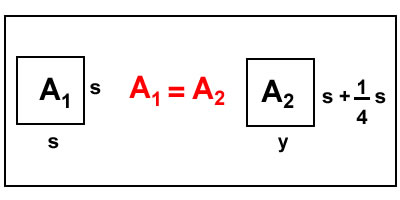 A₁ s
s
A₁ = A₂
A₂ s + 1/4 s
y